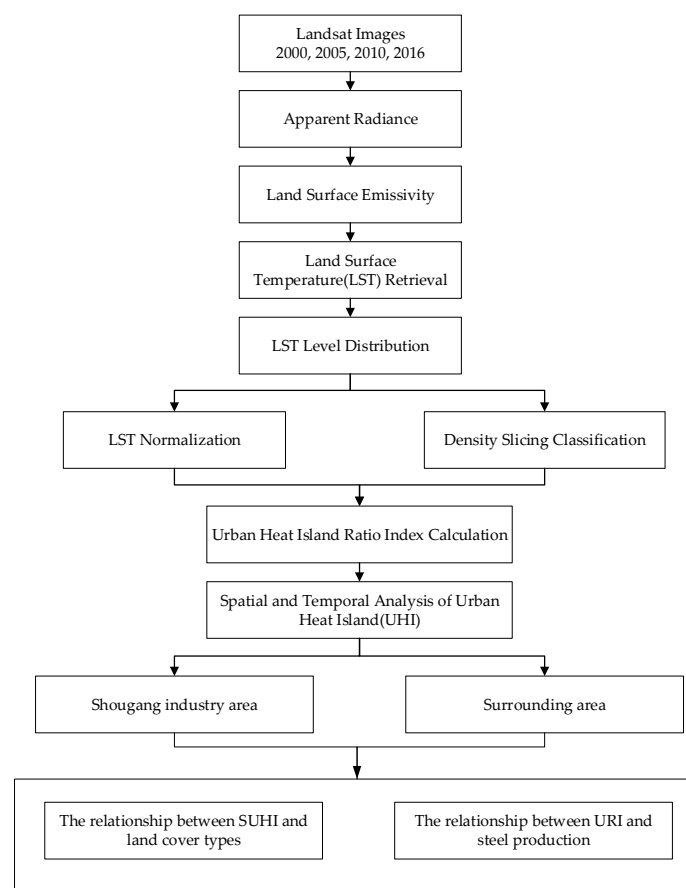 Landsat Images
2000, 2005, 2010, 2016
Apparent Radiance
Land Surface Emissivity
Land Surface
Temperature(LST) Retrieval
LST Level Distribution
LST Normalization
Density Slicing Classification
Urban Heat Island Ratio Index Calculation
Spatial and Temporal Analysis of Urban
Heat Island(UHI)
Shougang industry area
Surrounding area
The relationship between SUHI and
land cover types
The relationship between URI and
steel production